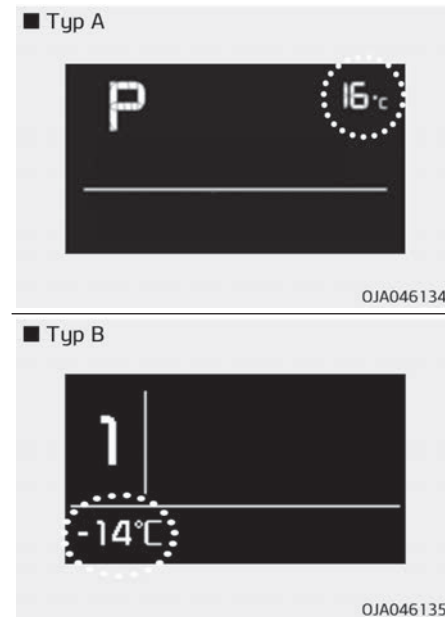 ■ Typ A
P
16°c
OJA046134
■ Typ B
1
-14°C
OJA046135